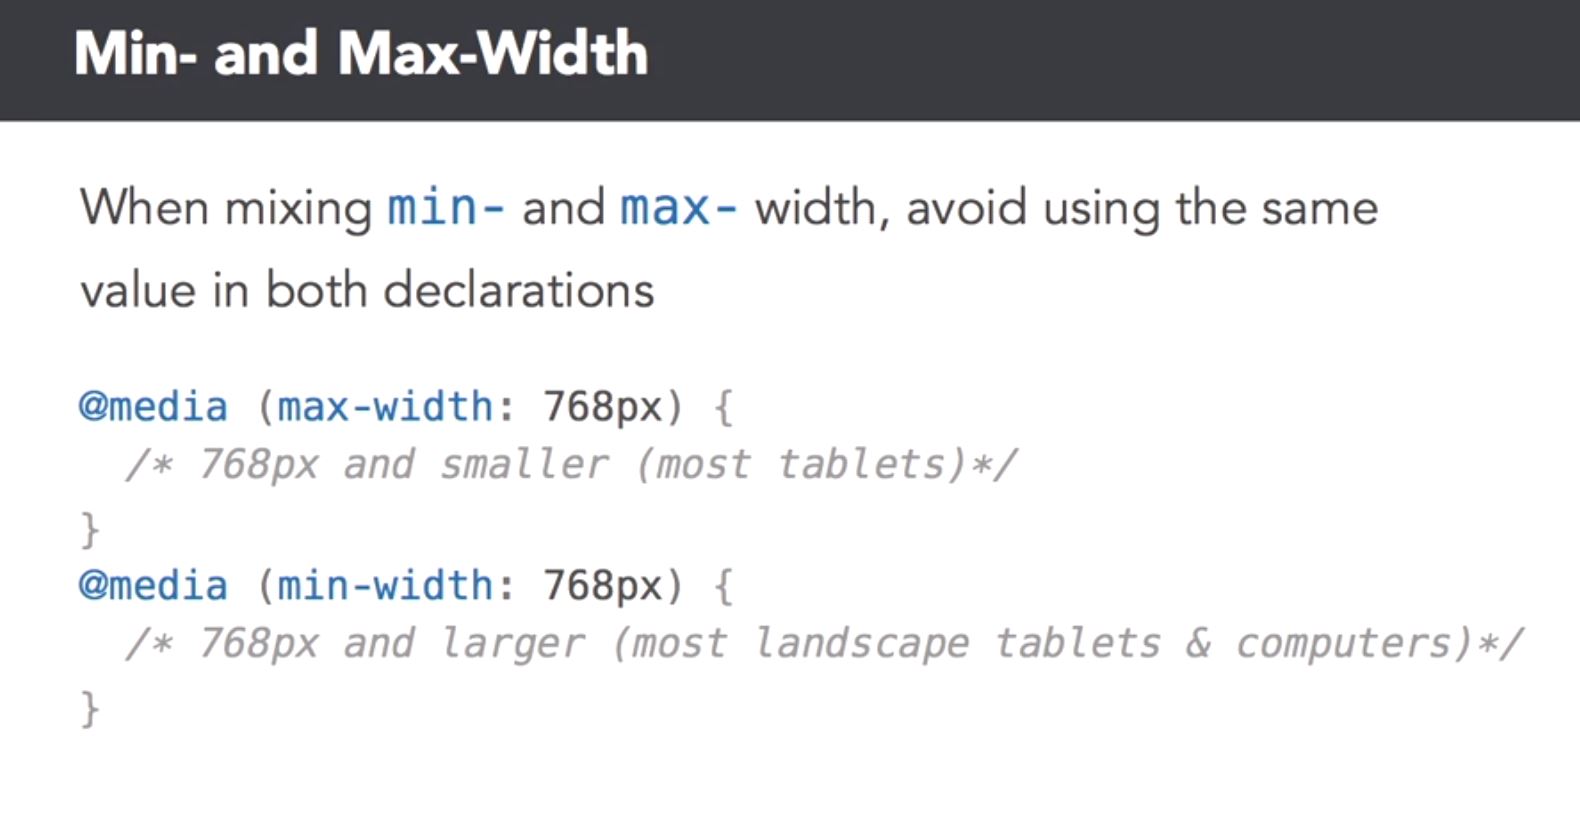 Min- and Max-Width
When mixing min- and max- width, avoid using the same
value in both declarations
@media (max-width: 768px) {
/* 768px and smaller (most tablets)*/
}
@media (min-width: 768px) {
/* 768px and larger (most landscape tablets & computers)*/
}